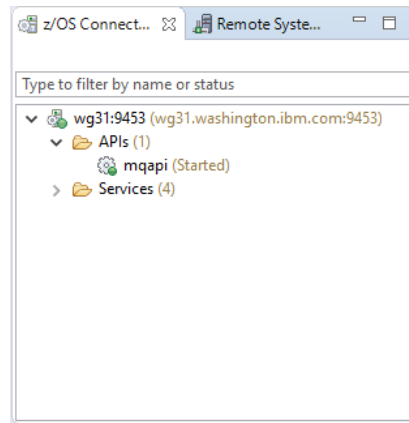 z/OS Connect... Remote Syste...
Type to filter by name or status
wg31:9453 (wg31.washington.ibm.com:9453)
APIs (1)
mqapi (Started)
Services (4)